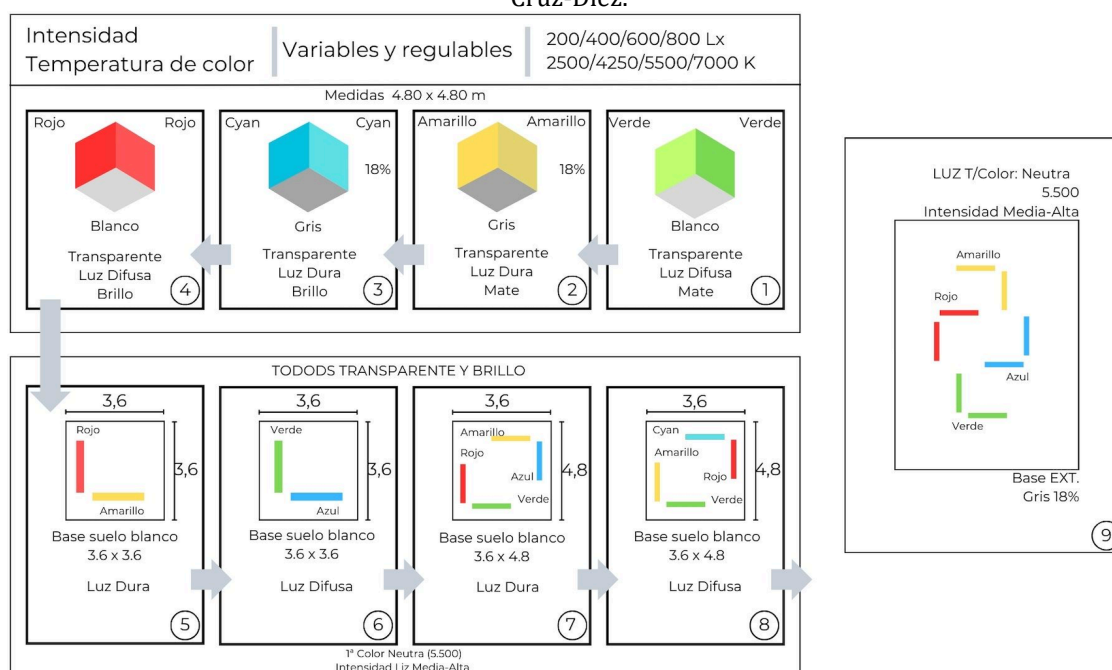 Cruz-Diez.
Intensidad
Temperatura de color
Variables y regulables
200/400/600/800 Lx
2500/4250/5500/7000 K
Medidas 4.80 x 4.80 m
Rojo Rojo
Blanco
Transparente
Luz Difusa
Brillo
4
Cyan Cyan
18%
Gris
Transparente
Luz Dura
Brillo
3
Amarillo Amarillo
18%
Gris
Transparente
Luz Dura
Mate
2
Verde Verde
Blanco
Transparente
Luz Difusa
Mate
1
TODODS TRANSPARENTE Y BRILLO
3,6
Rojo
3,6
Amarillo
Base suelo blanco
3.6 x 3.6
Luz Dura
5
3,6
Verde
3,6
Azul
Base suelo blanco
3.6 x 3.6
Luz Difusa
6
3,6
Amarillo
Rojo
4,8
Azul
Verde
Base suelo blanco
3.6 x 4.8
Luz Dura
7
3,6
Cyan
Amarillo
4,8
Rojo
Verde
Base suelo blanco
3.6 x 4.8
Luz Difusa
8
1ª Color Neutra (5.500)
Intensidad Liz Media-Alta
LUZ T/Color: Neutra
5.500
Intensidad Media-Alta
Amarillo
Rojo
Azul
Verde
Base EXT.
Gris 18%
9